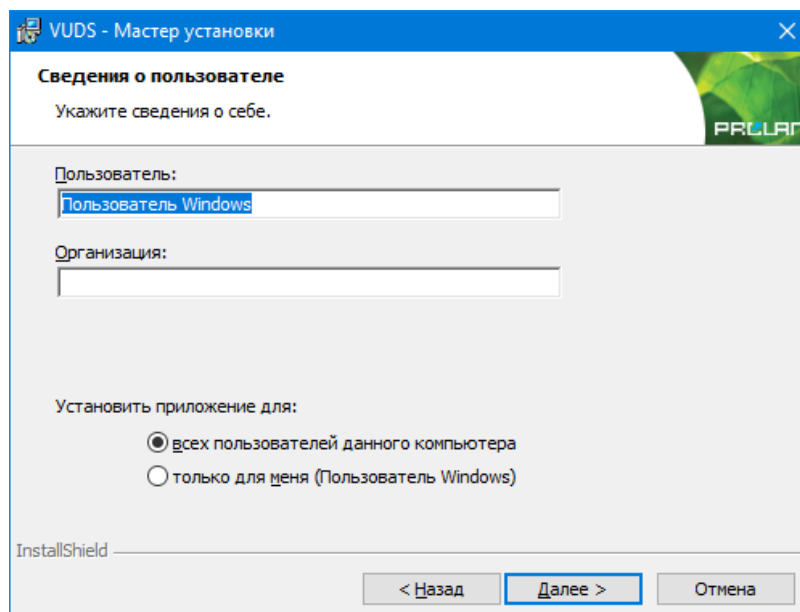 VUDS - Мастер установки
Сведения о пользователе
Укажите сведения о себе.
PROLAN
Пользователь:
Пользователь Windows
Организация:
Установить приложение для:
всех пользователей данного компьютера
только для меня (Пользователь Windows)
InstallShield
< Назад
Далее >
Отмена